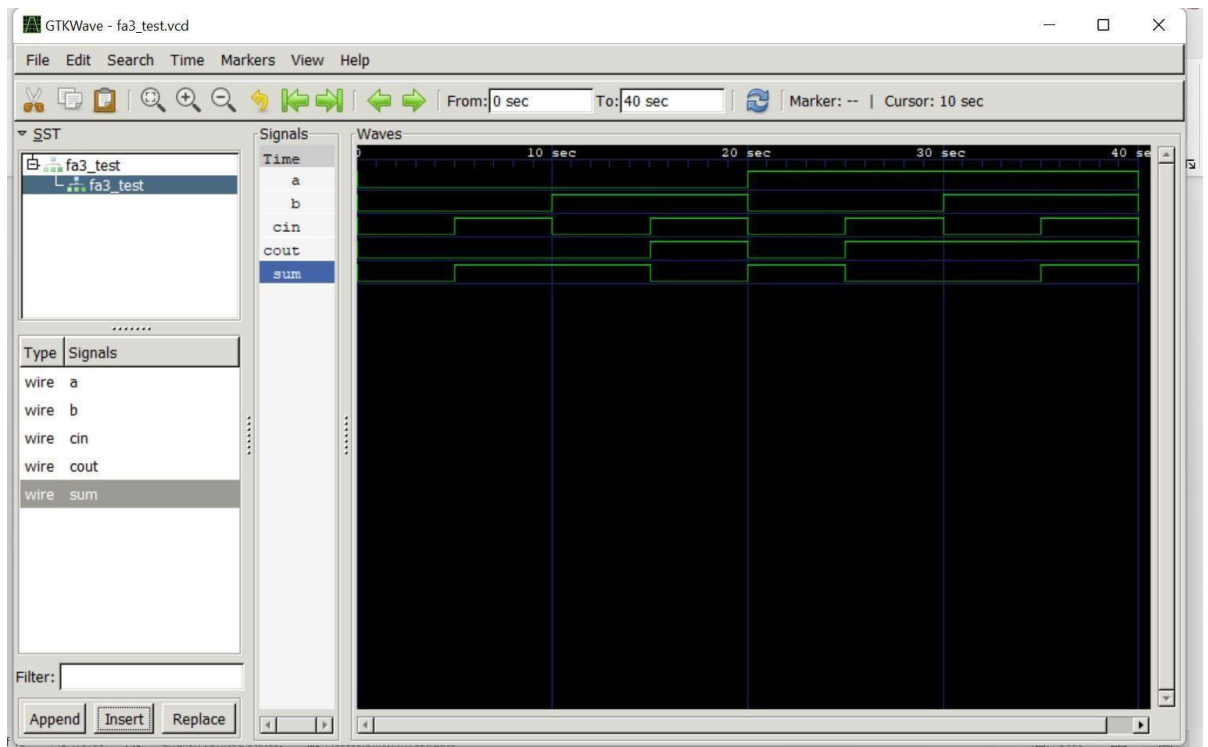 GTKWave - fa3_test.vcd
File Edit Search Time Markers View Help
From: 0 sec To: 40 sec Marker: -- | Cursor: 10 sec
SST
fa3_test
fa3_test
Type Signals
wire a
wire b
wire cin
wire cout
wire sum
Filter:
Append Insert Replace
Signals
Time
a
b
cin
cout
sum
Waves
0 10 sec 20 sec 30 sec 40 se